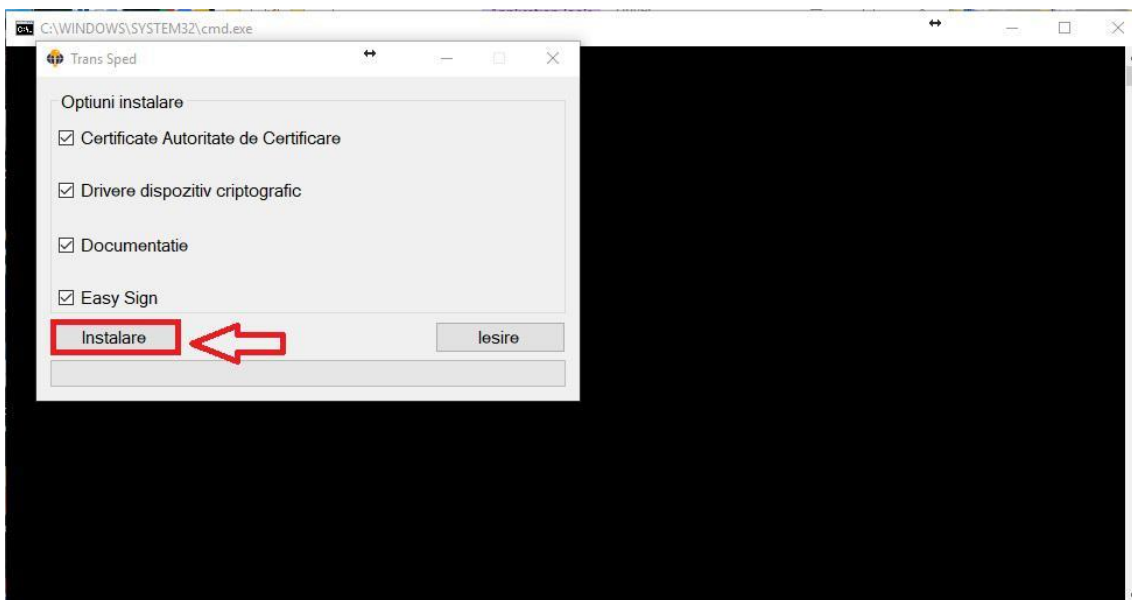 C:\WINDOWS\SYSTEM32\cmd.exe
Trans Sped
Optiuni instalare
Certificate Autoritate de Certificare
Drivere dispozitiv criptografic
Documentatie
Easy Sign
Instalare
Iesire